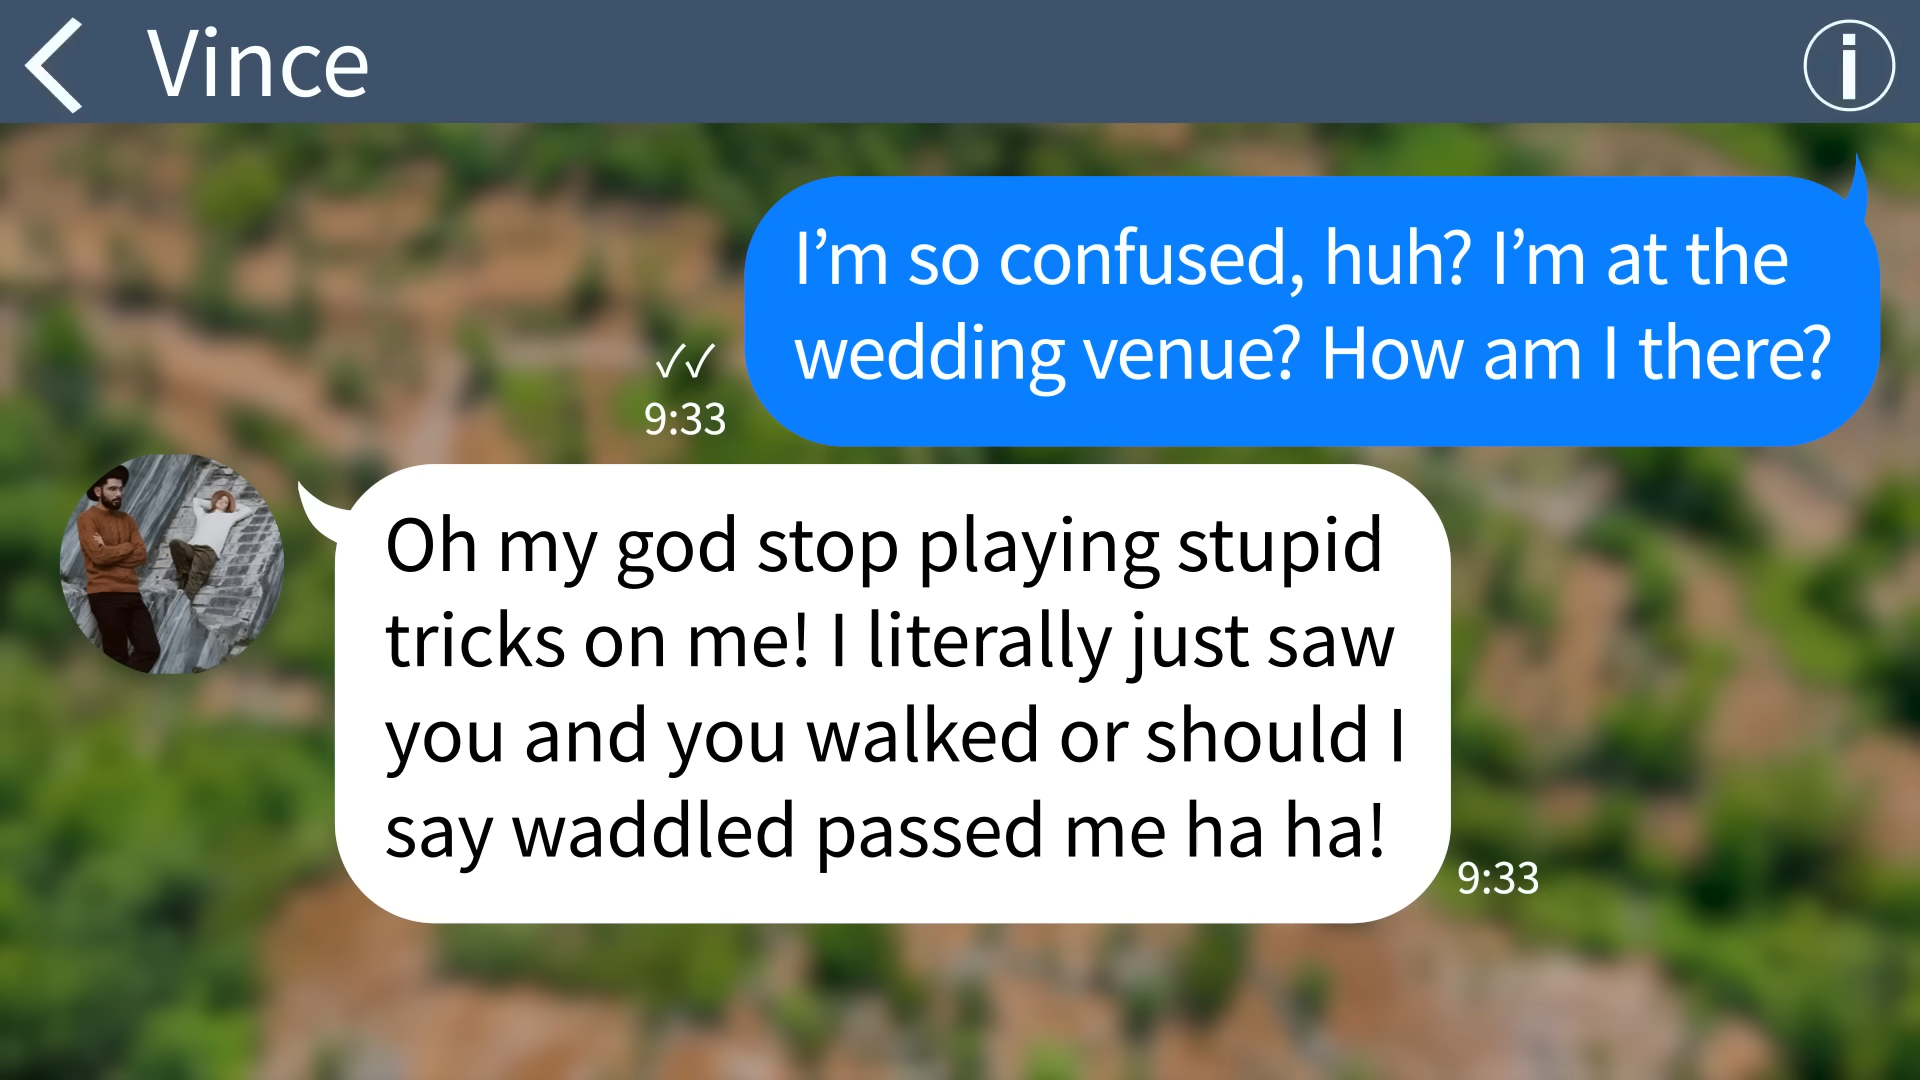 Vince
I’m so confused, huh? I’m at the
wedding venue? How am I there?
✓✓
9:33
Oh my god stop playing stupid
tricks on me! I literally just saw
you and you walked or should I
say waddled passed me ha ha!
9:33